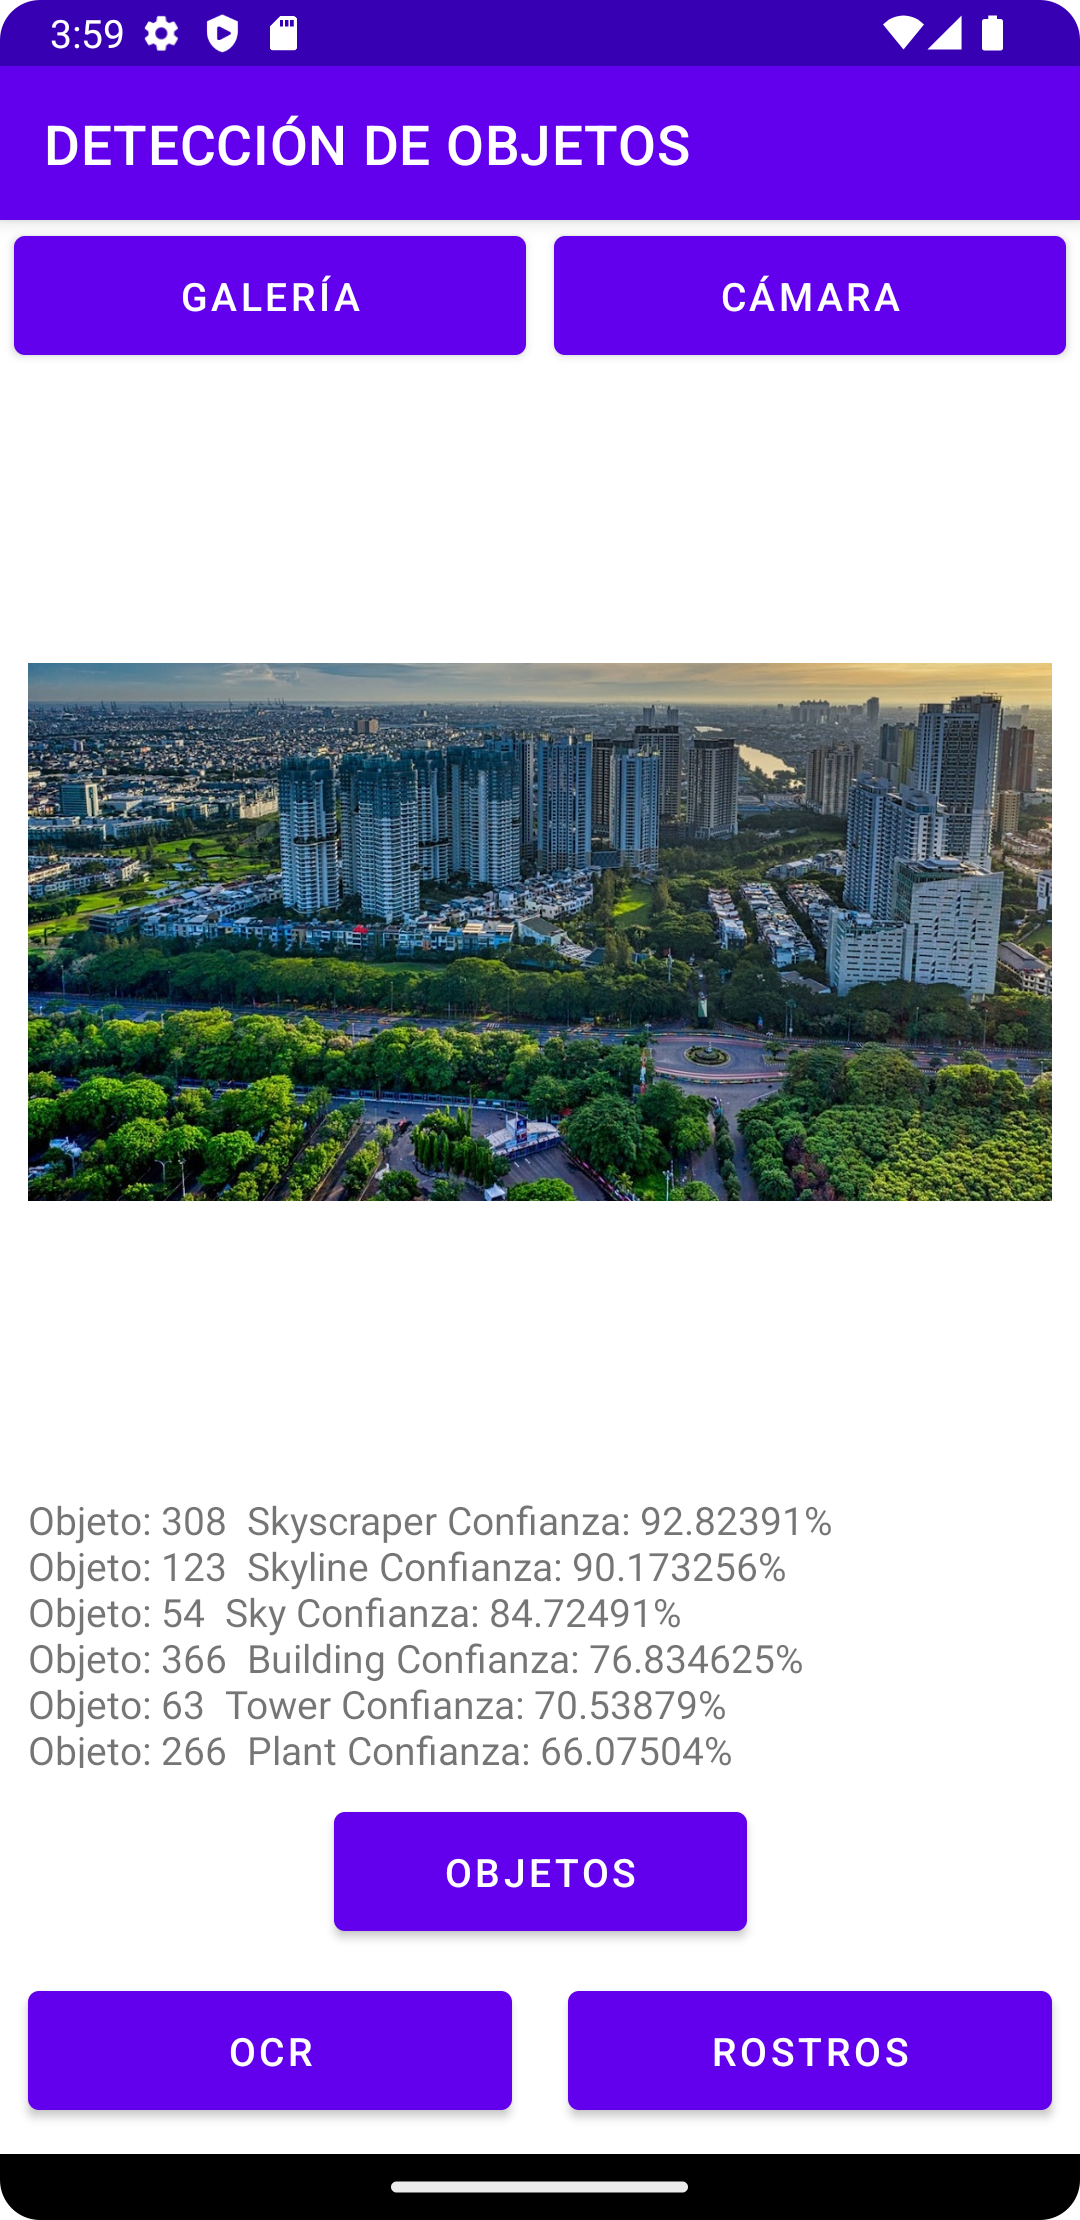 3:59
DETECCIÓN DE OBJETOS
GALERÍA
CÁMARA
Objeto: 308  Skyscraper Confianza: 92.82391%
Objeto: 123  Skyline Confianza: 90.173256%
Objeto: 54  Sky Confianza: 84.72491%
Objeto: 366  Building Confianza: 76.834625%
Objeto: 63  Tower Confianza: 70.53879%
Objeto: 266  Plant Confianza: 66.07504%
OBJETOS
OCR
ROSTROS